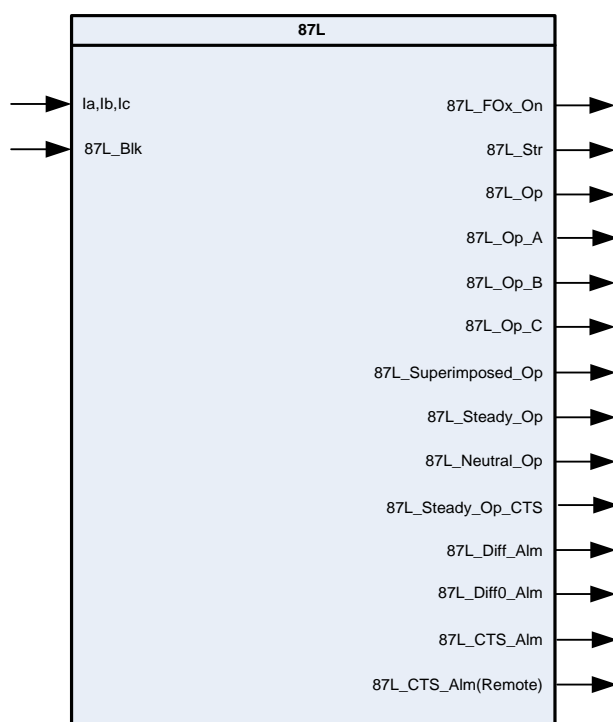 87L
Ia,Ib,Ic
87L_Blk
87L_FOx_On
87L_Str
87L_Op
87L_Op_A
87L_Op_B
87L_Op_C
87L_Superimposed_Op
87L_Steady_Op
87L_Neutral_Op
87L_Steady_Op_CTS
87L_Diff_Alm
87L_Diff0_Alm
87L_CTS_Alm
87L_CTS_Alm(Remote)